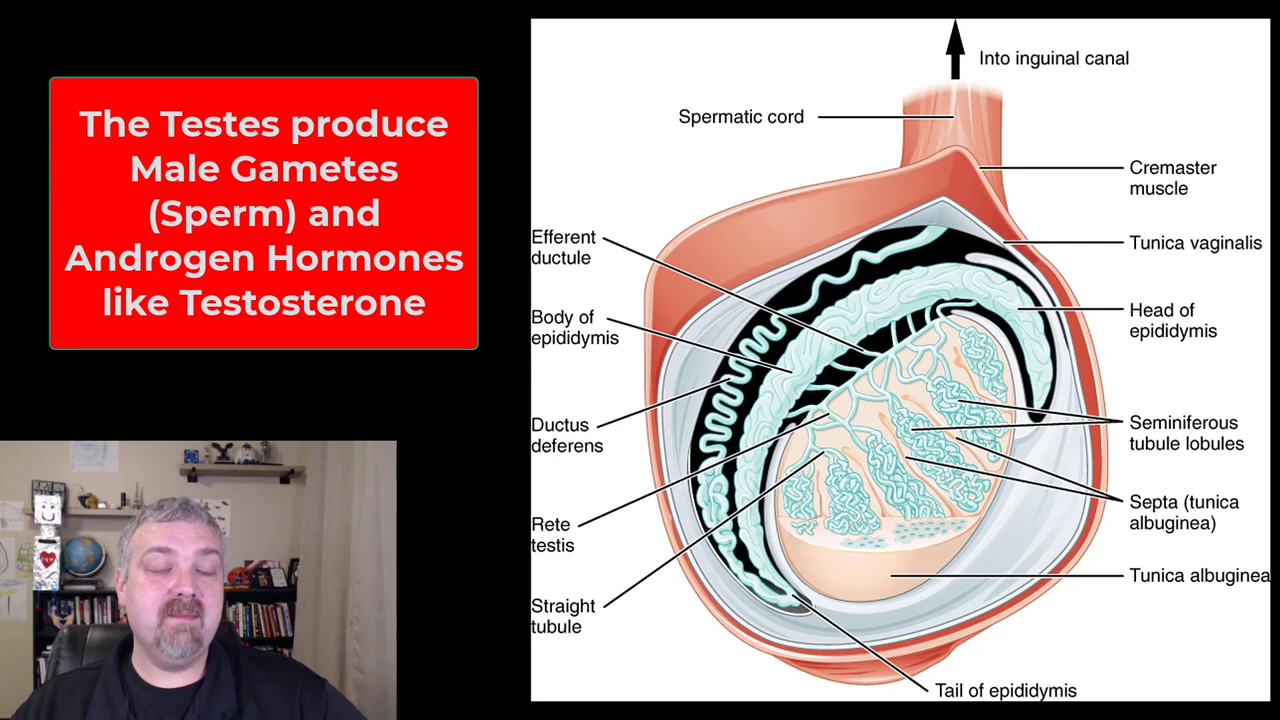 The Testes produce
Male Gametes
(Sperm) and
Androgen Hormones
like Testosterone
Into inguinal canal
Spermatic cord
Cremaster
muscle
Tunica vaginalis
Efferent
ductule
Head of
epididymis
Body of
epididymis
Ductus
deferens
Seminiferous
tubule lobules
Septa (tunica
albuginea)
Rete
testis
Tunica albuginea
Straight
tubule
Tail of epididymis